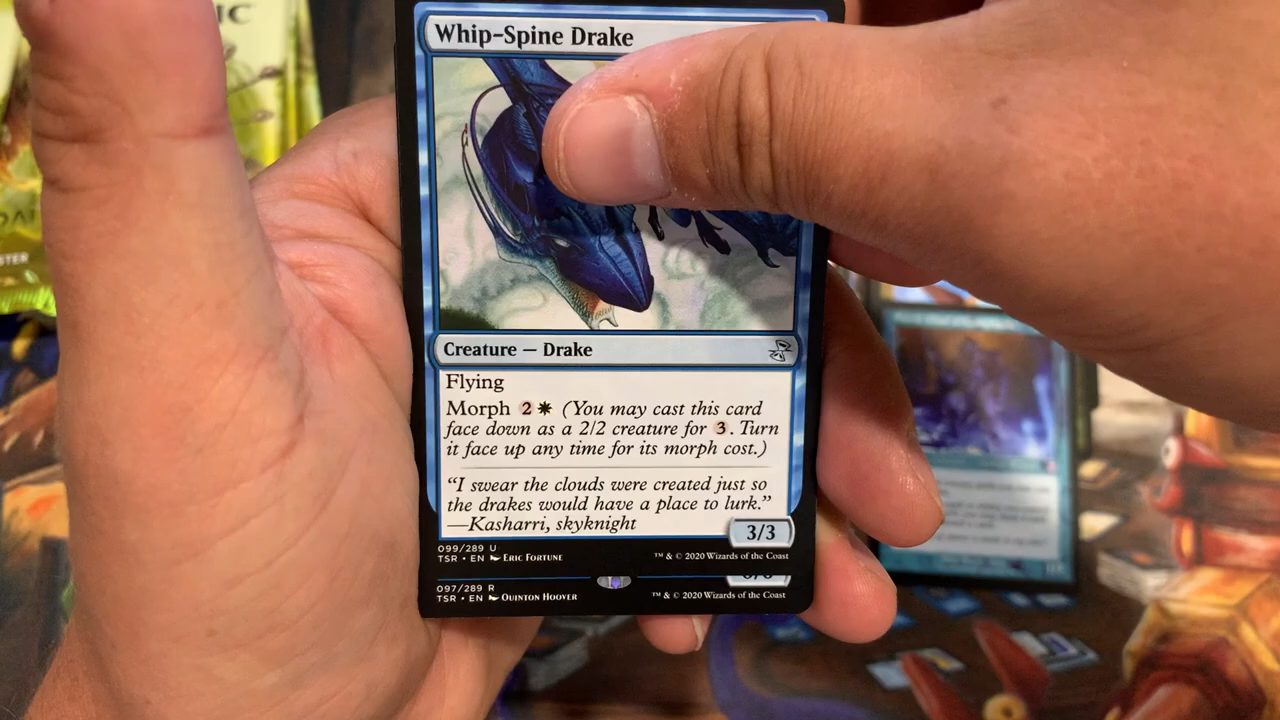 IC
Whip-Spine Drake
Creature — Drake
Flying
Morph 2 (You may cast this card
face down as a 2/2 creature for 3. Turn
it face up any time for its morph cost.)
“I swear the clouds were created just so
the drakes would have a place to lurk.”
—Kasharri, skyknight
3/3
099/289 U
TSR • EN Eric Fortune
™ & © 2020 Wizards of the Coast
097/289 R
TSR • EN Quinton Hoover
™ & © 2020 Wizards of the Coast